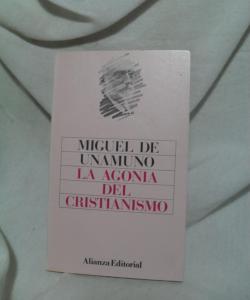 MIGUEL DE
UNAMUNO
LA AGONIA
DEL
CRISTIANISMO
Alianza Editorial